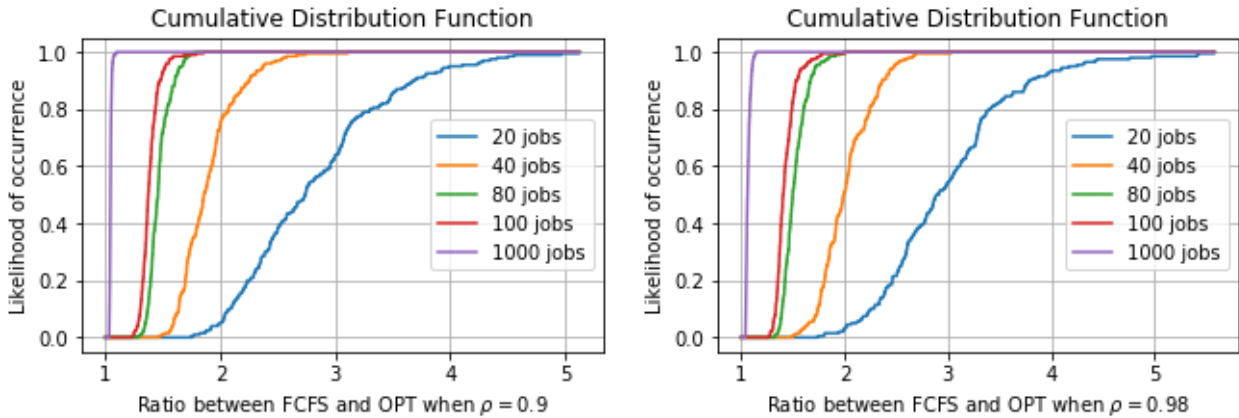 Cumulative Distribution Function
Likelihood of occurrence
1.0
0.8
0.6
0.4
0.2
0.0
20 jobs
40 jobs
80 jobs
100 jobs
1000 jobs
1 2 3 4 5
Ratio between FCFS and OPT when ρ = 0.9
Cumulative Distribution Function
Likelihood of occurrence
1.0
0.8
0.6
0.4
0.2
0.0
20 jobs
40 jobs
80 jobs
100 jobs
1000 jobs
1 2 3 4 5
Ratio between FCFS and OPT when ρ = 0.98